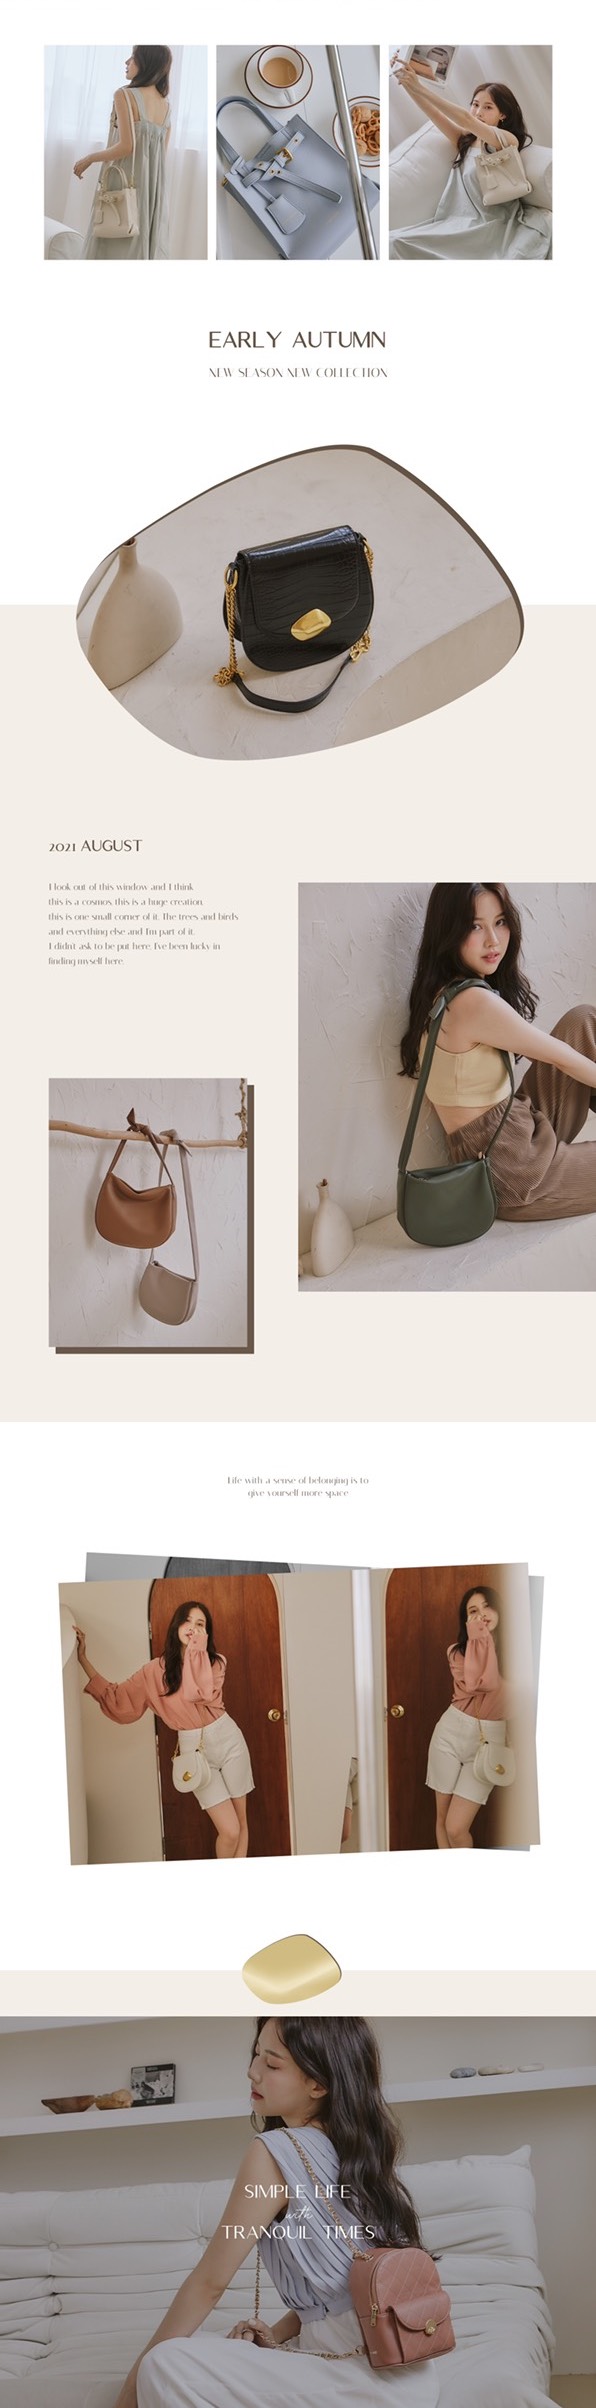 EARLY AUTUMN
NEW SEASON NEW COLLECTION
2021 AUGUST
I look out of this window and I think
this is a cosmos, this is a huge creation,
this is one small corner of it. The trees and birds
and everything else and I'm part of it.
I didn't ask to be put here, I've been lucky in
finding myself here.
Life with a sense of belonging is to
give yourself more space
SIMPLE LIFE
with
TRANQUIL TIMES